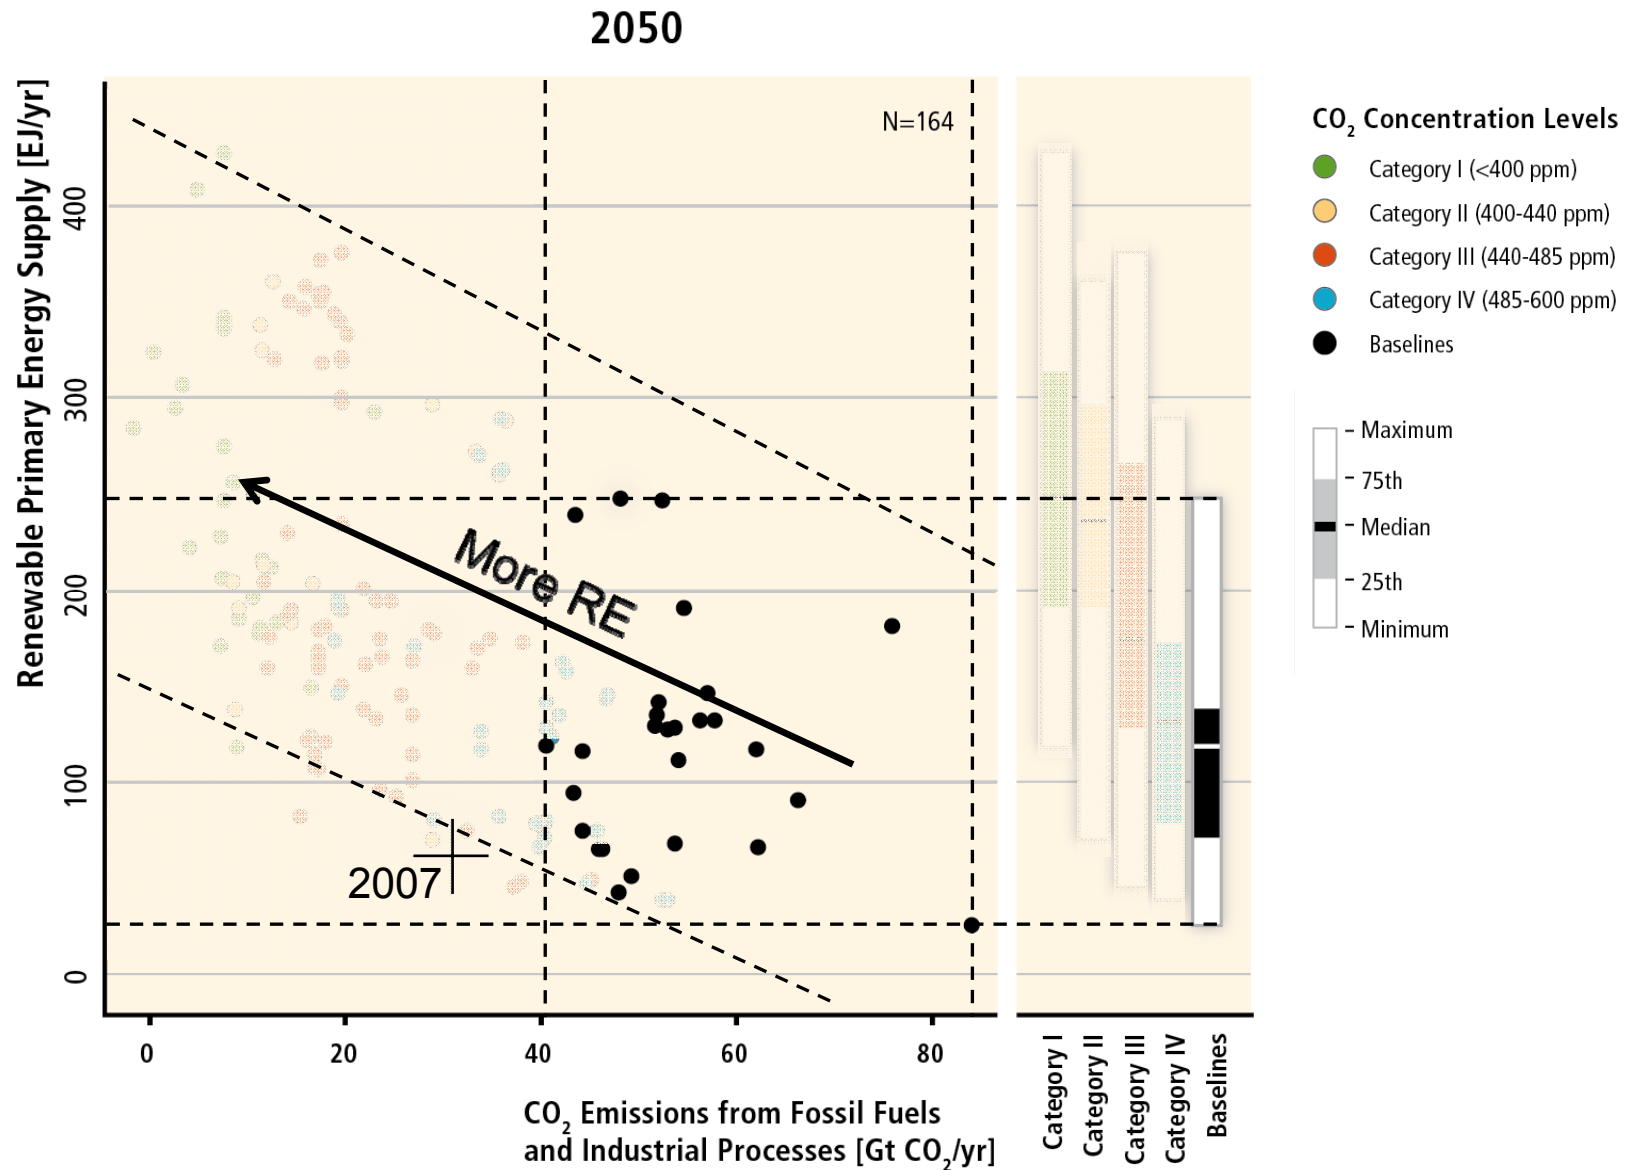 2050
Renewable Primary Energy Supply [EJ/yr]
400
300
200
100
0
N=164
More RE
2007
0 20 40 60 80
CO2 Emissions from Fossil Fuels
and Industrial Processes [Gt CO2/yr]
Category I
Category II
Category III
Category IV
Baselines
CO2 Concentration Levels
Category I (<400 ppm)
Category II (400-440 ppm)
Category III (440-485 ppm)
Category IV (485-600 ppm)
Baselines
Maximum
75th
Median
25th
Minimum